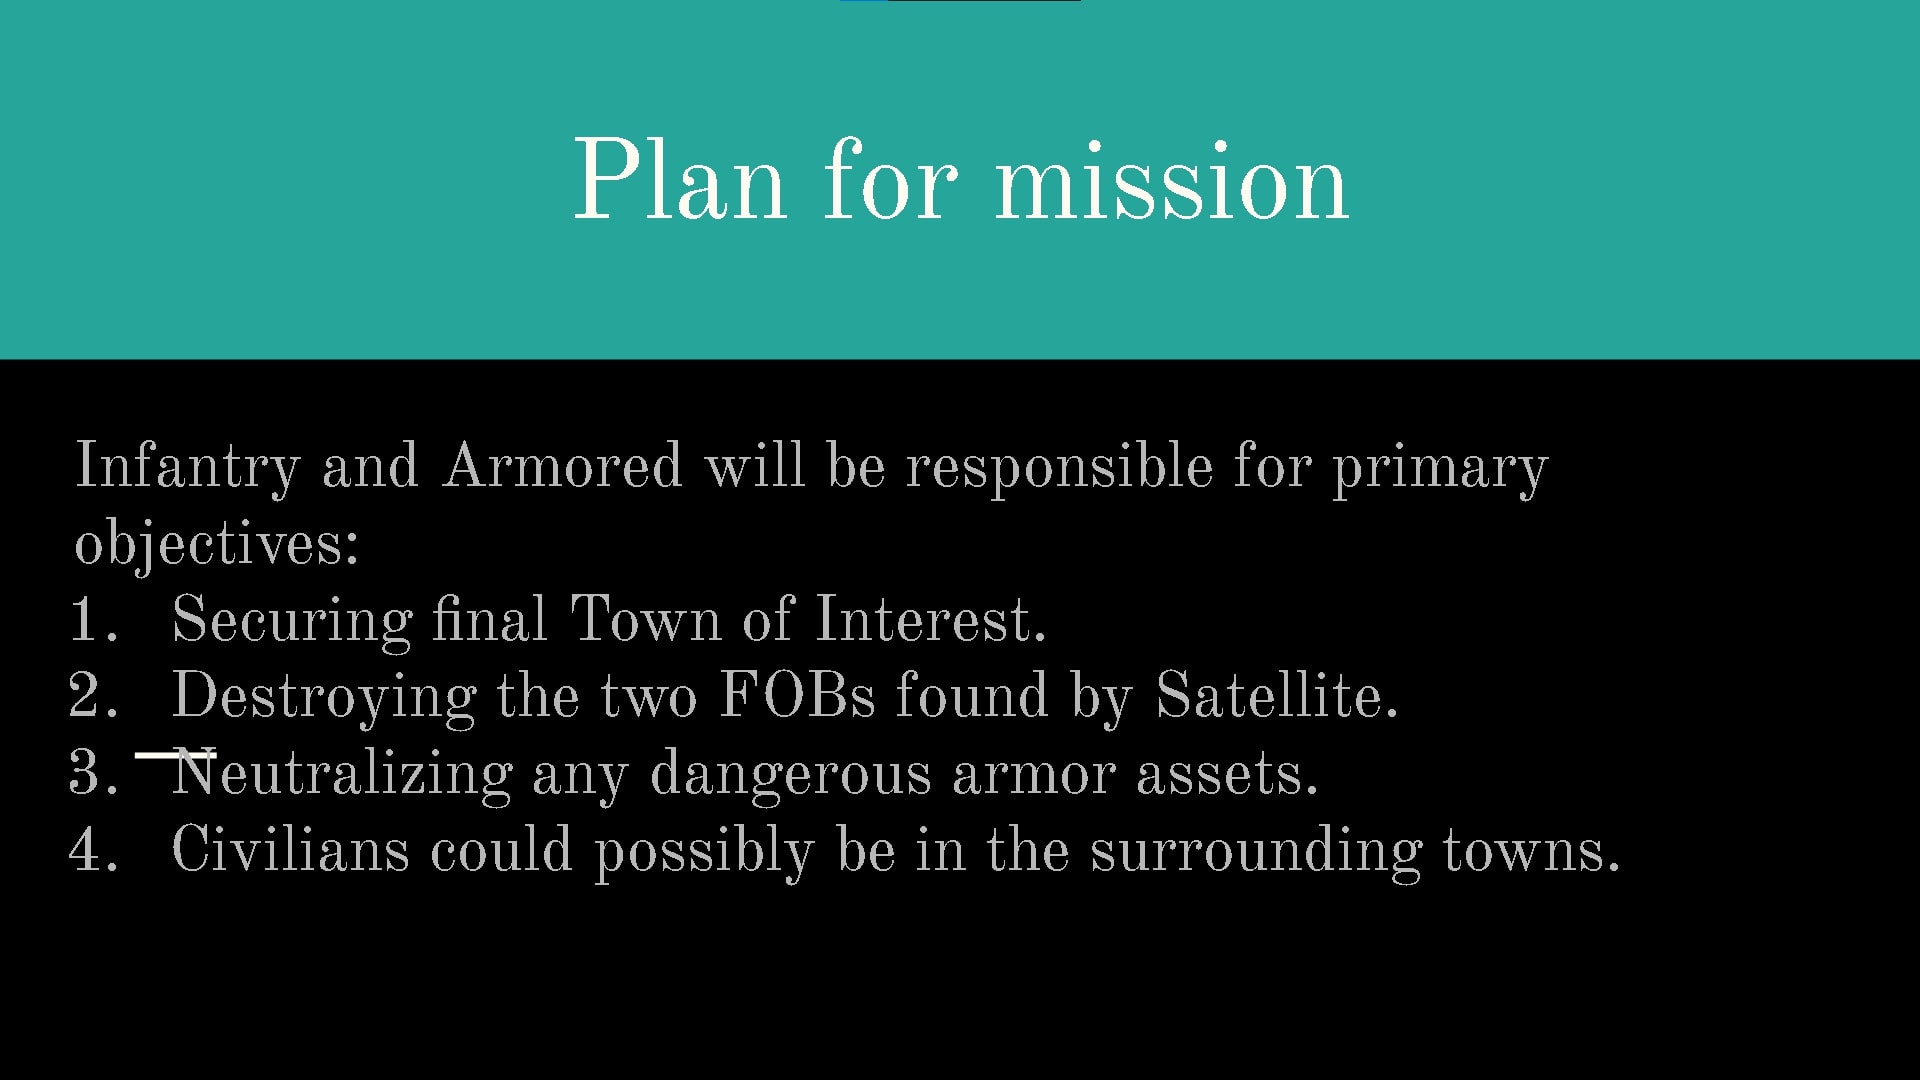 Plan for mission
Infantry and Armored will be responsible for primary
objectives:
1. Securing final Town of Interest.
2. Destroying the two FOBs found by Satellite.
3. Neutralizing any dangerous armor assets.
4. Civilians could possibly be in the surrounding towns.